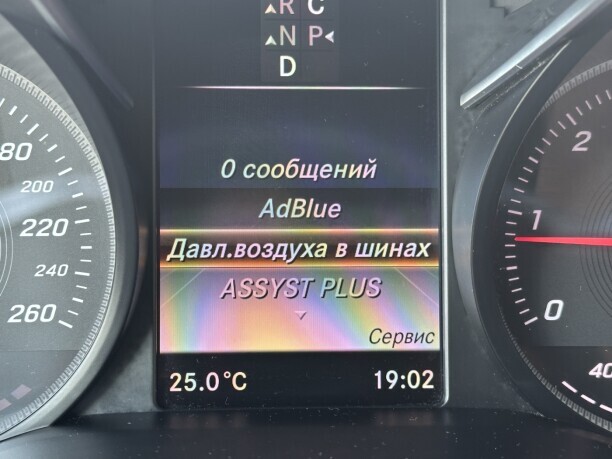 R C
N P
D
0 сообщений
AdBlue
Давл.воздуха в шинах
ASSYST PLUS
Сервис
25.0°C 19:02
80
200
220
240
260
2
1
0
40